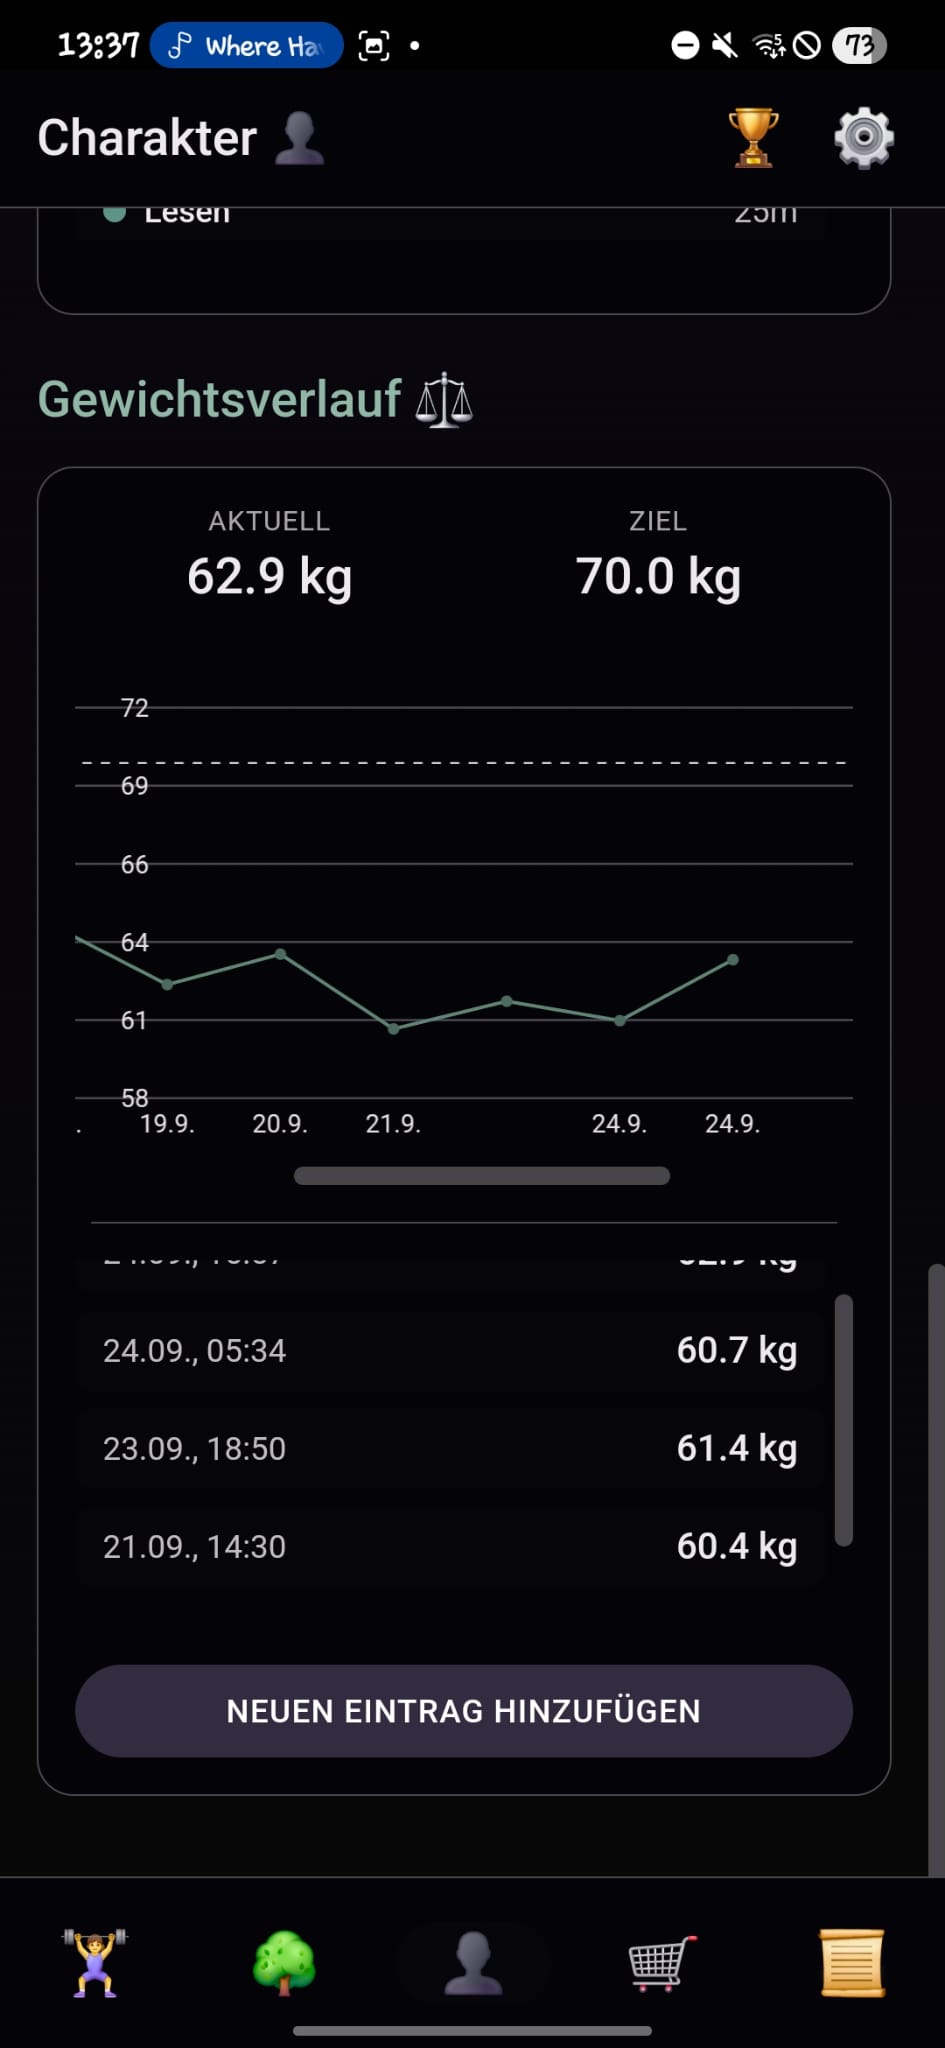 13:37 Where Ha 5 73
Charakter
Lesen 25m
Gewichtsverlauf
AKTUELL ZIEL
62.9 kg 70.0 kg
72
69
66
64
61
58
. 19.9. 20.9. 21.9. 24.9. 24.9.
24.09., 05:34 60.7 kg
23.09., 18:50 61.4 kg
21.09., 14:30 60.4 kg
NEUEN EINTRAG HINZUFÜGEN